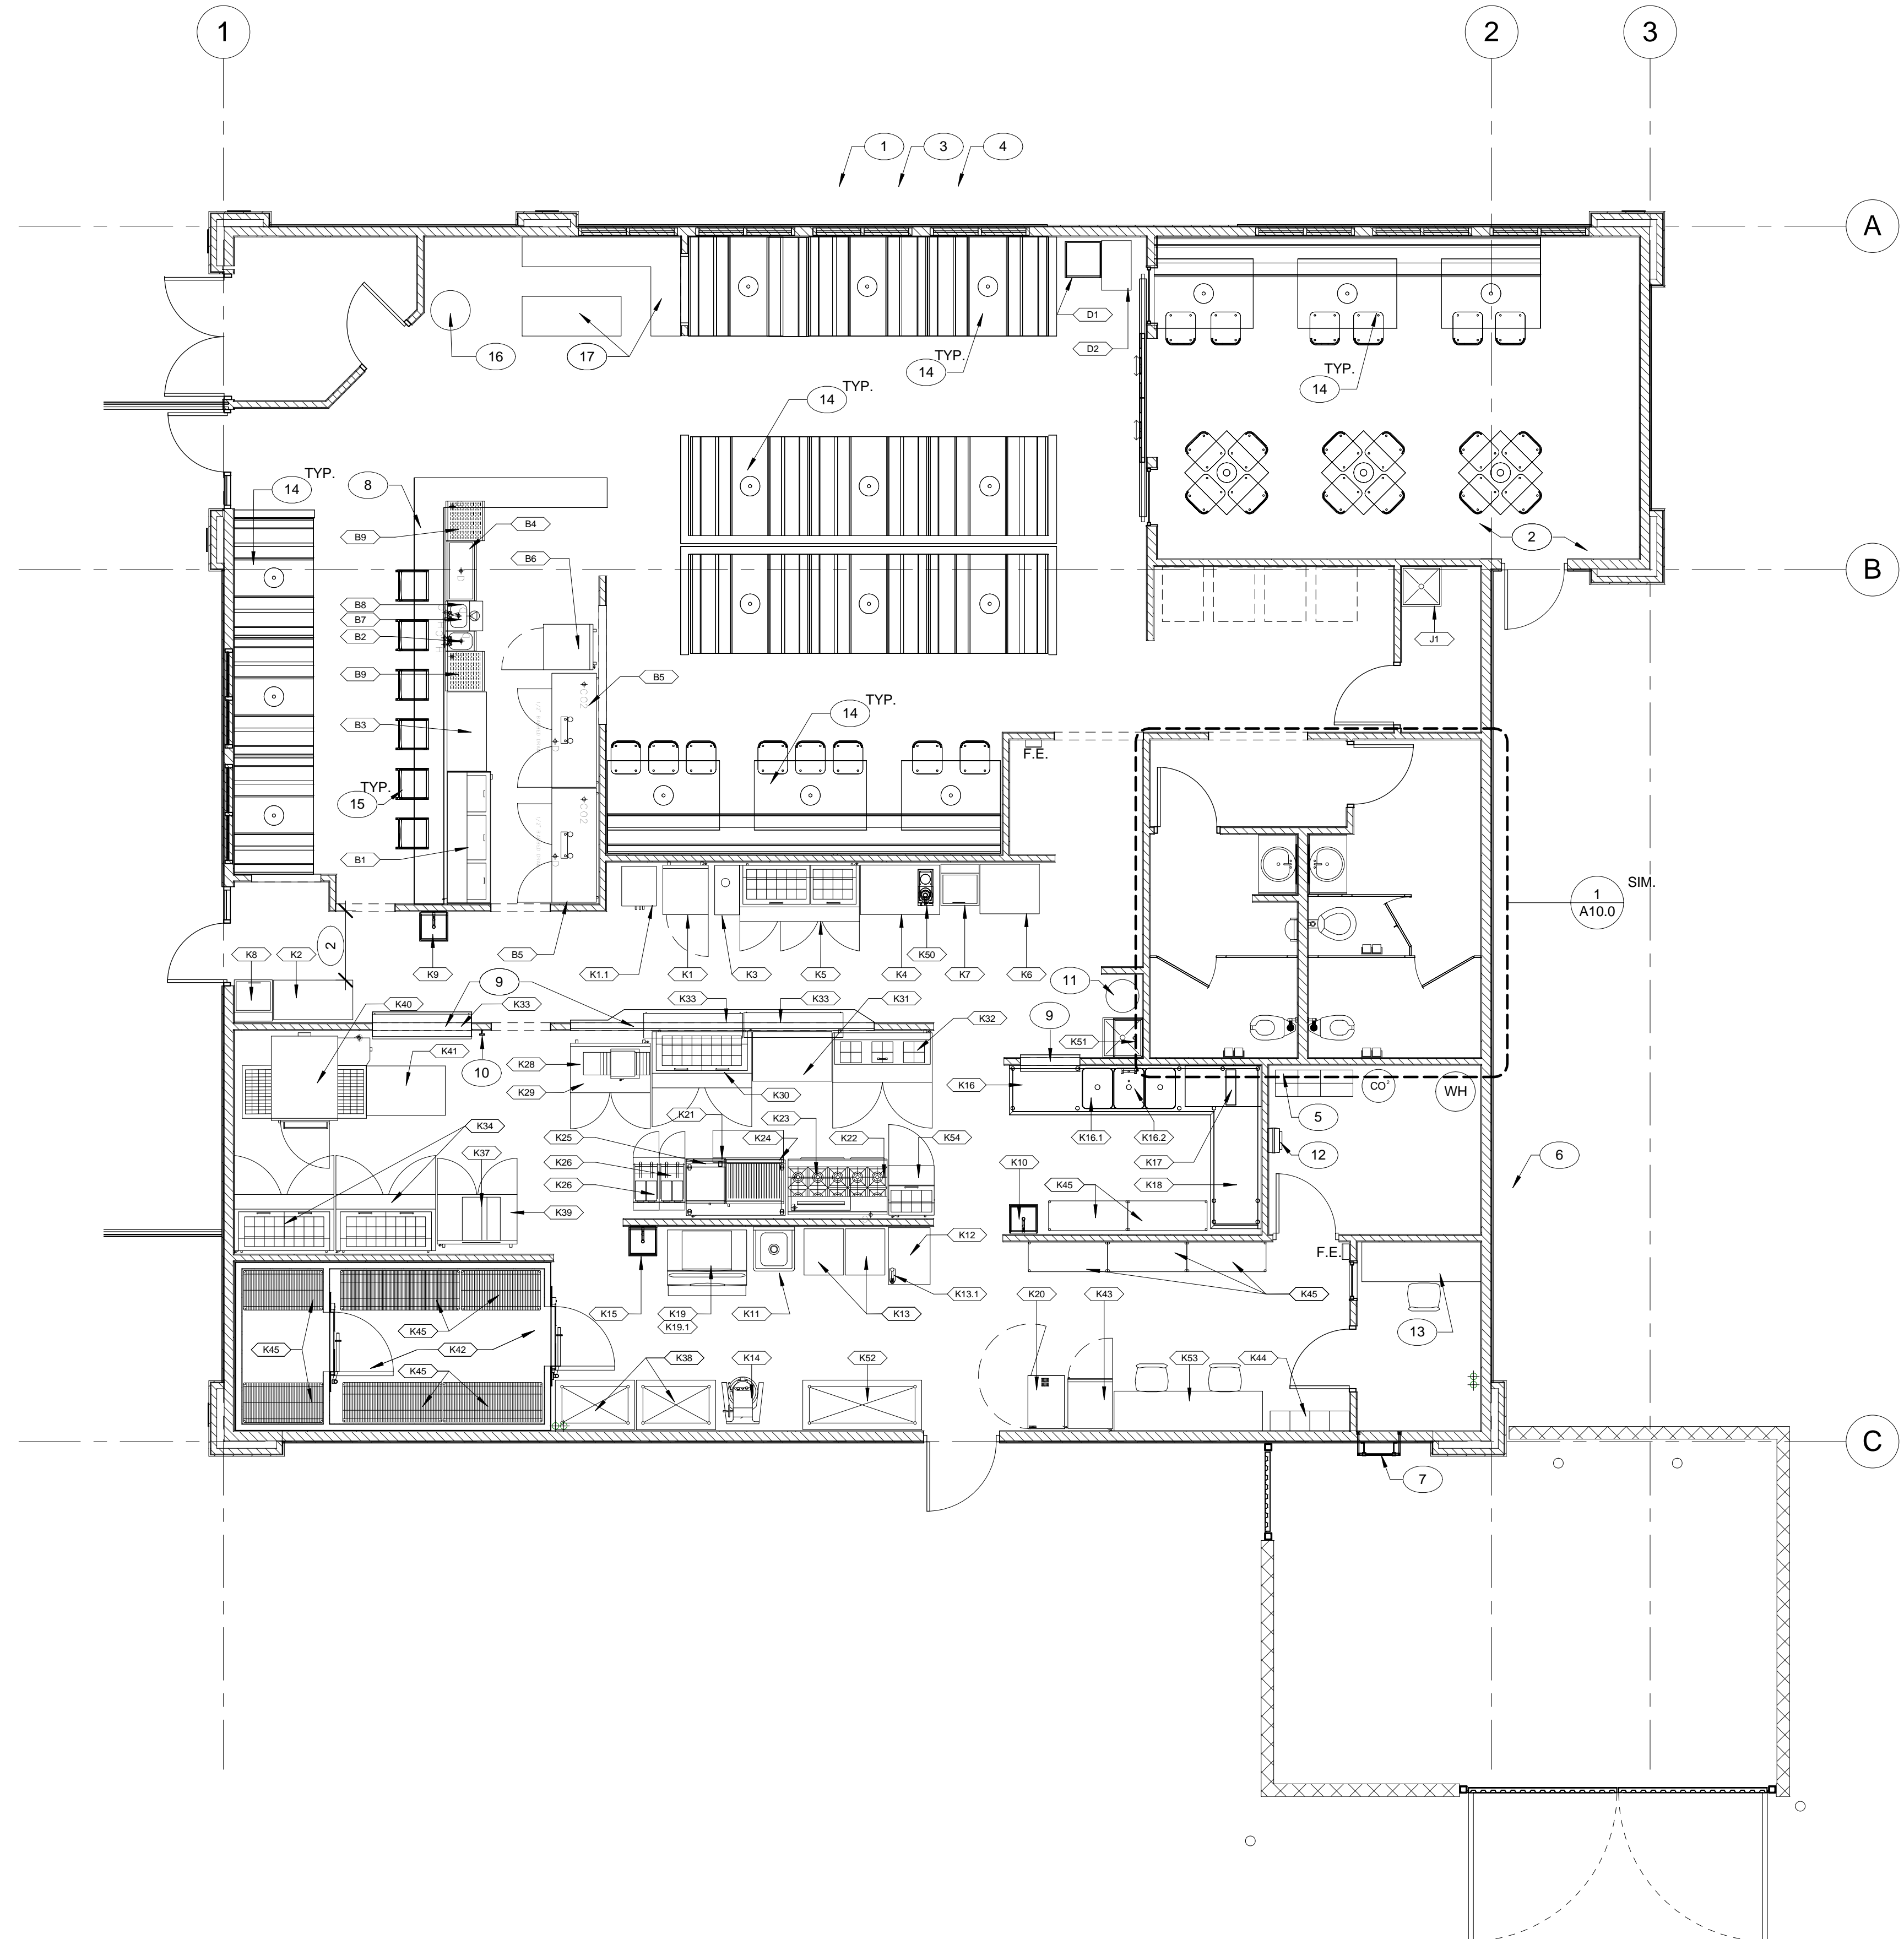 1
2
3
1
3
4
A
D1
16
17
TYP.
14
D2
TYP.
14
TYP.
14
TYP.
14
8
B4
B9
2
B6
B
B8
B7
B2
J1
B9
B5
CO2
TYP.
14
B3
F.E.
TYP.
15
CO2
B1
1
A10.0
SIM.
2
K8
K2
K9
B5
K1.1
K1
K3
K5
K4
K50
K7
K6
11
K40
9
K33
K33
K33
K31
9
K32
K51
K41
10
K28
K29
K30
K16
CO2
WH
5
K21
K23
K34
K25
K24
K22
K54
K16.1
K16.2
K37
K26
K10
K17
12
6
K26
K45
K18
K39
K12
F.E.
K15
K19
K19.1
K11
K13
K13.1
K20
K43
K45
K45
K45
K42
13
K45
K38
K14
K52
K53
K44
C
7